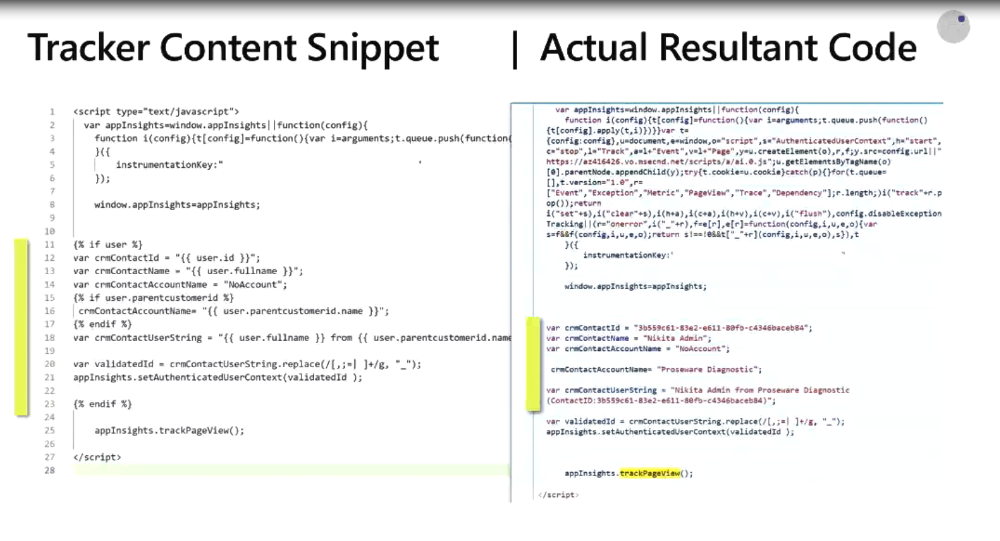 Tracker Content Snippet
| Actual Resultant Code
1 <script type="text/javascript">
2 var appInsights=window.appInsights||function(config){
3 function i(config){t[config]=function(){var i=arguments;t.queue.push(function(
4 }({
5 instrumentationKey:" '
6 });
7
8 window.appInsights=appInsights;
9
10
11 {% if user %}
12 var crmContactId = "{{ user.id }}";
13 var crmContactName = "{{ user.fullname }}";
14 var crmContactAccountName = "NoAccount";
15 {% if user.parentcustomerid %}
16 crmContactAccountName= "{{ user.parentcustomerid.name }}";
17 {% endif %}
18 var crmContactUserString = "{{ user.fullname }} from {{ user.parentcustomerid.name
19
20 var validatedId = crmContactUserString.replace(/[,;=| ]+/g, "_");
21 appInsights.setAuthenticatedUserContext(validatedId );
22
23 {% endif %}
24
25 appInsights.trackPageView();
26
27 </script>
28
var appInsights=window.appInsights||function(config){
function i(config){t[config]=function(){var i=arguments;t.queue.push(function()
{t[config].apply(t,i)})}}var t=
{config:config},u=document,e=window,o="script",s="AuthenticatedUserContext",h="start",
c="stop",l="Track",a=l+"Event",v=l+"Page",y=u.createElement(o),r,f;y.src=config.url||"
https://az416426.vo.msecnd.net/scripts/a/ai.0.js";u.getElementsByTagName(o)
[0].parentNode.appendChild(y);try{t.cookie=u.cookie}catch(p){}for(t.queue=
[],t.version="1.0",r=
["Event","Exception","Metric","PageView","Trace","Dependency"];r.length;)i("track"+r.p
op());return
i("set"+s),i("clear"+s),i(h+a),i(c+a),i(h+v),i(c+v),i("flush"),config.disableException
Tracking||(r="onerror",i("_"+r),f=e[r],e[r]=function(config,i,u,e,o){var
s=f&&f(config,i,u,e,o);return s!==!0&&t["_"+r](config,i,u,e,o),s}),t
}({
instrumentationKey:' "
});
window.appInsights=appInsights;
var crmContactId = "3b559c61-83e2-e611-80fb-c4346baceb84";
var crmContactName = "Nikita Admin";
var crmContactAccountName = "NoAccount";
crmContactAccountName= "Proseware Diagnostic";
var crmContactUserString = "Nikita Admin from Proseware Diagnostic
(ContactID:3b559c61-83e2-e611-80fb-c4346baceb84)";
var validatedId = crmContactUserString.replace(/[,;=| ]+/g, "_");
appInsights.setAuthenticatedUserContext(validatedId );
appInsights.trackPageView();
</script>